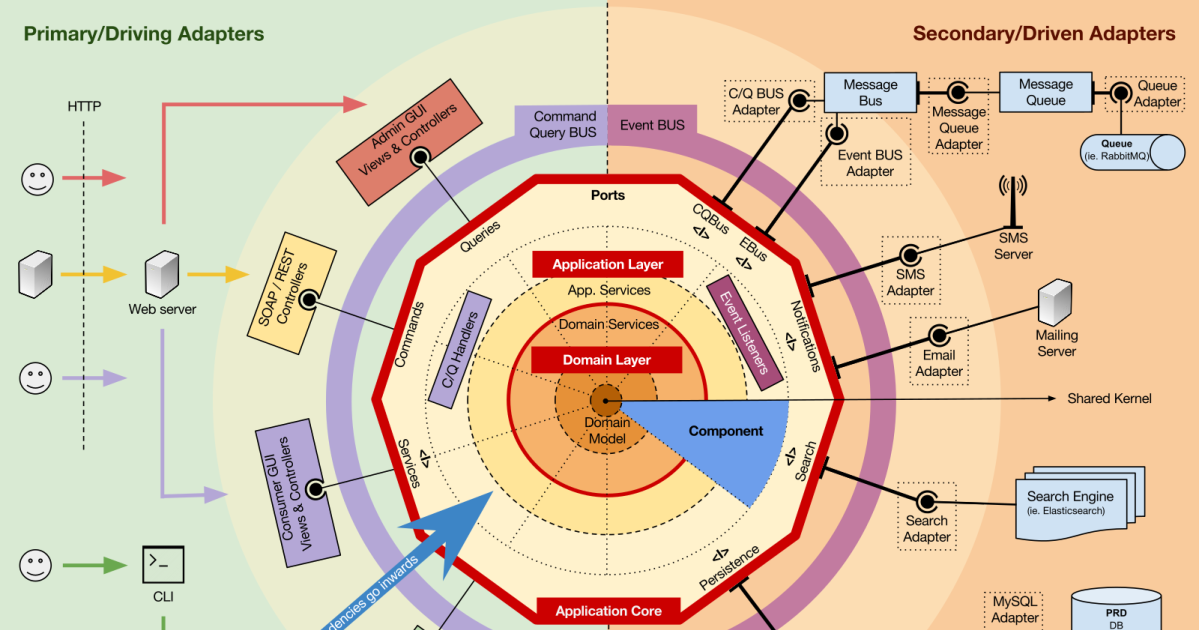 Primary/Driving Adapters
Secondary/Driven Adapters
HTTP
Admin GUI
Views & Controllers
Command
Query BUS
Event BUS
C/Q BUS
Adapter
Message
Bus
Message
Queue
Adapter
Message
Queue
Queue
Adapter
Queue
(ie. RabbitMQ)
Event BUS
Adapter
Ports
Queries
CQBus
</>
EBus
</>
SMS
Server
SMS
Adapter
Web server
SOAP / REST
Controllers
Application Layer
App. Services
Domain Services
Domain Layer
Domain
Model
Commands
C/Q Handlers
Event Listeners
Notifications
</>
Email
Adapter
Mailing
Server
Shared Kernel
Component
Consumer GUI
Views & Controllers
Services
</>
Search
</>
Search
Adapter
Search Engine
(ie. Elasticsearch)
Persistence
</>
dencies go inwards
CLI
Application Core
MySQL
Adapter
PRD
DB